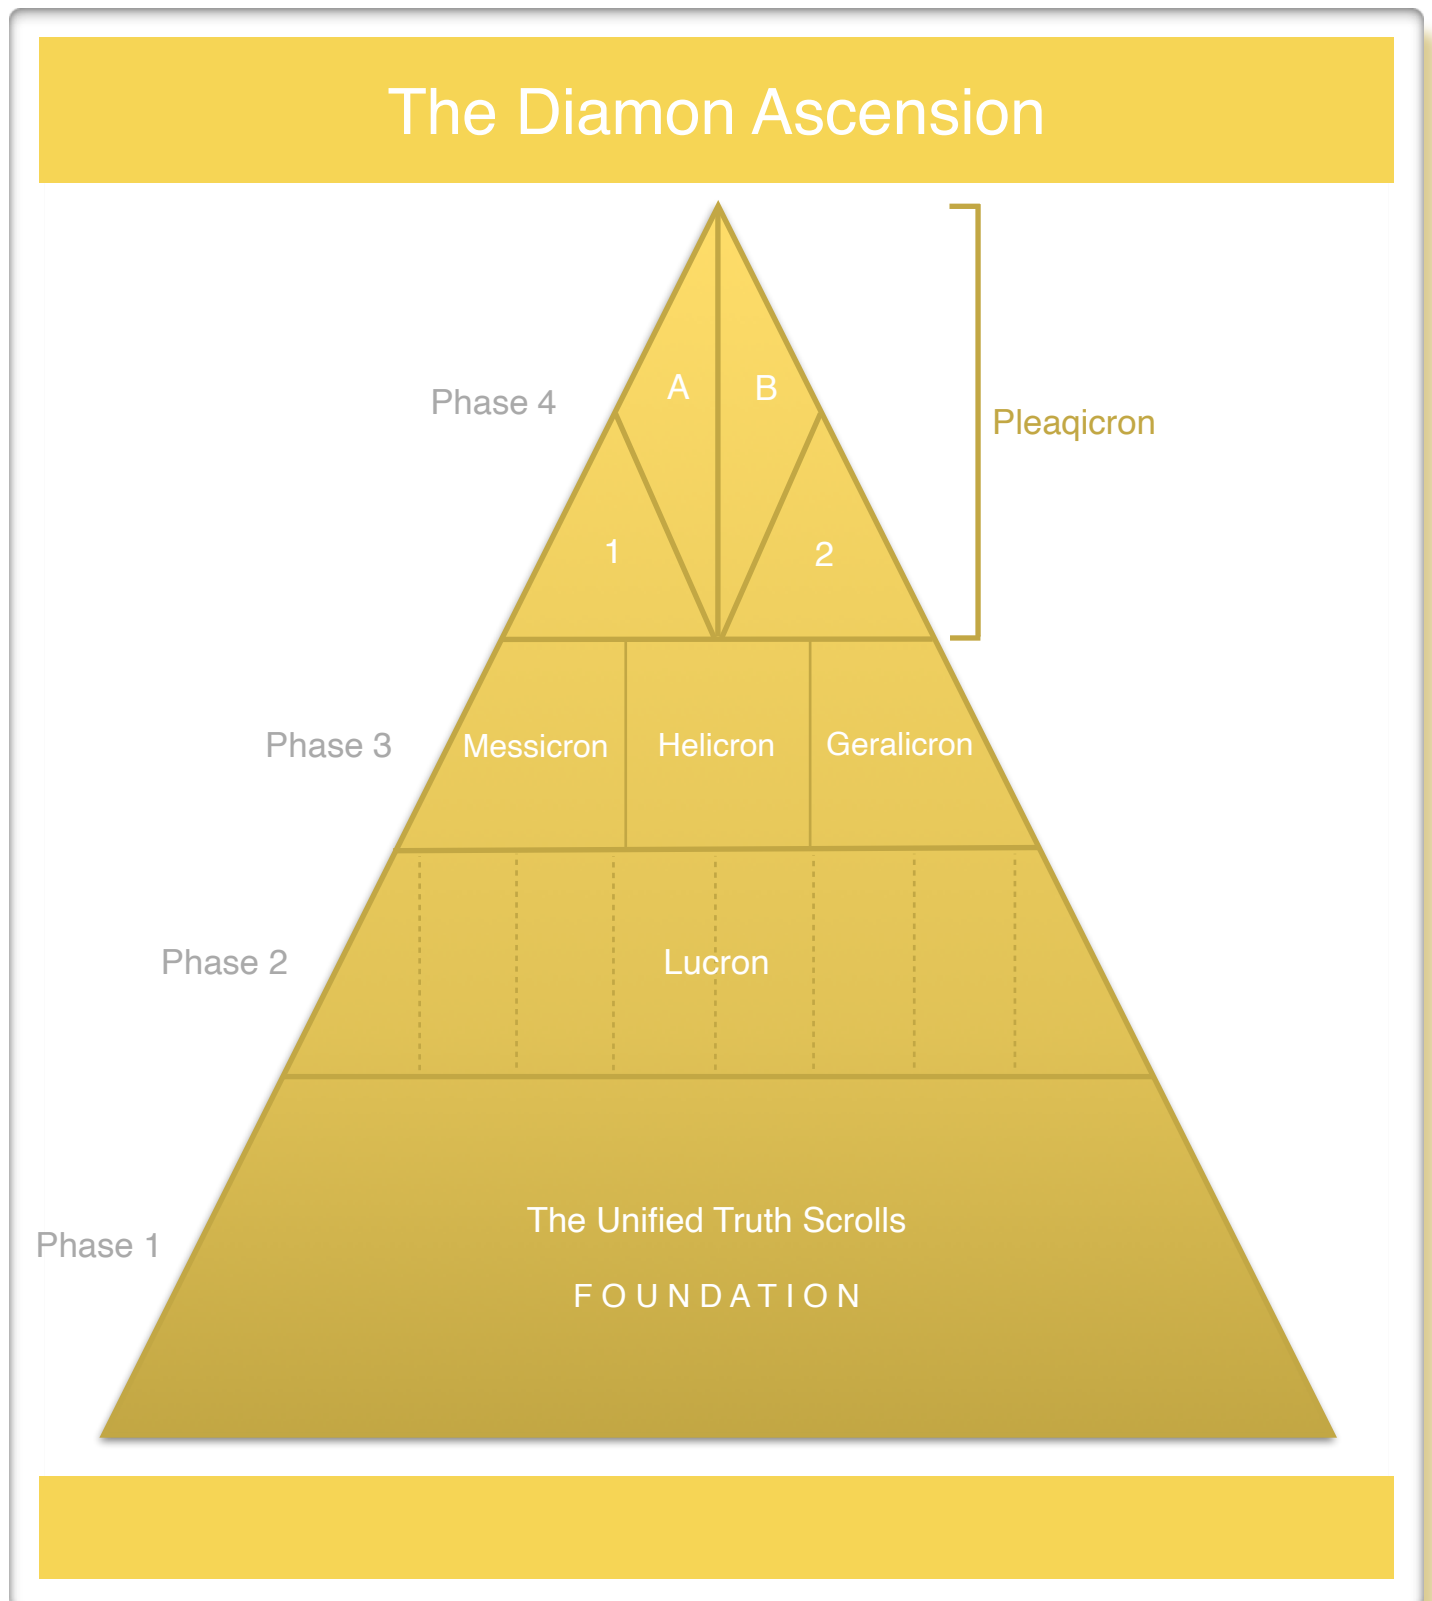 The Diamon Ascension
A B
Phase 4
Pleaqicron
1 2
Phase 3
Messicron Helicron Geralicron
Phase 2
Lucron
The Unified Truth Scrolls
Phase 1
FOUNDATION